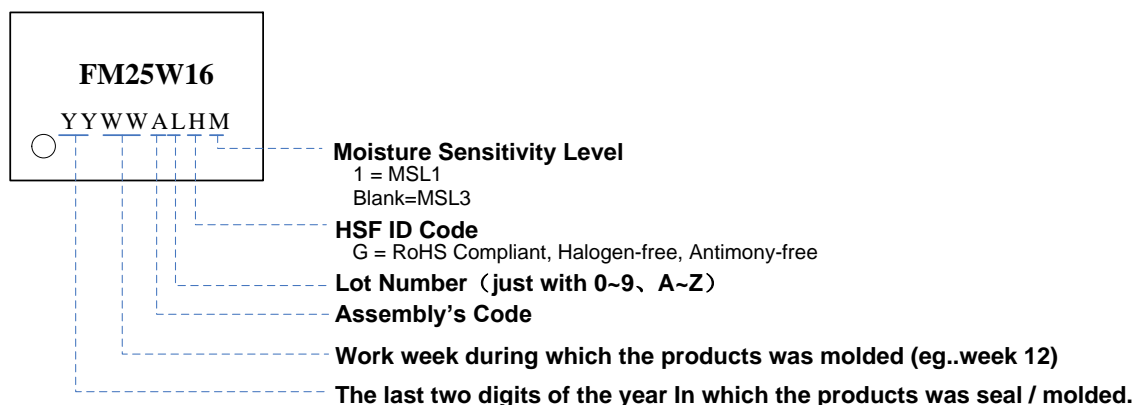 FM25W16
YYWWALHM
Moisture Sensitivity Level
1 = MSL1
Blank=MSL3
HSF ID Code
G = RoHS Compliant, Halogen-free, Antimony-free
Lot Number（just with 0~9、A~Z）
Assembly's Code
Work week during which the products was molded (eg..week 12)
The last two digits of the year In which the products was seal / molded.